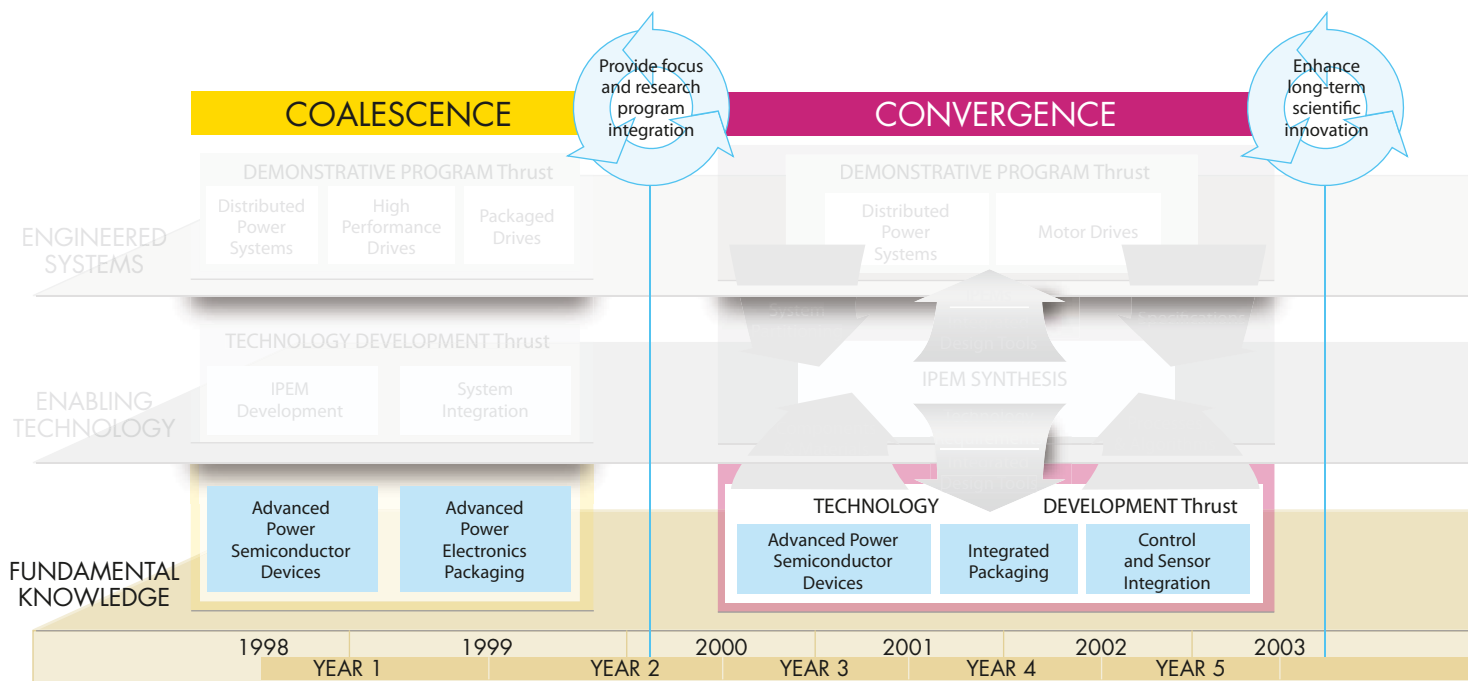 COALESCENCE
Provide focus
and research
program
integration
CONVERGENCE
Enhance
long-term
scientific
innovation
ENGINEERED
SYSTEMS
DEMONSTRATIVE PROGRAM Thrust
Distributed
Power
Systems
High
Performance
Drives
Packaged
Drives
DEMONSTRATIVE PROGRAM Thrust
Distributed
Power
Systems
Motor Drives
ENABLING
TECHNOLOGY
TECHNOLOGY DEVELOPMENT Thrust
IPEM
Development
System
Integration
System
IPEM SYNTHESIS
FUNDAMENTAL
KNOWLEDGE
Advanced
Power
Semiconductor
Devices
Advanced
Power
Electronics
Packaging
TECHNOLOGY DEVELOPMENT Thrust
Advanced Power
Semiconductor
Devices
Integrated
Packaging
Control
and Sensor
Integration
1998 1999 2000 2001 2002 2003
YEAR 1 YEAR 2 YEAR 3 YEAR 4 YEAR 5